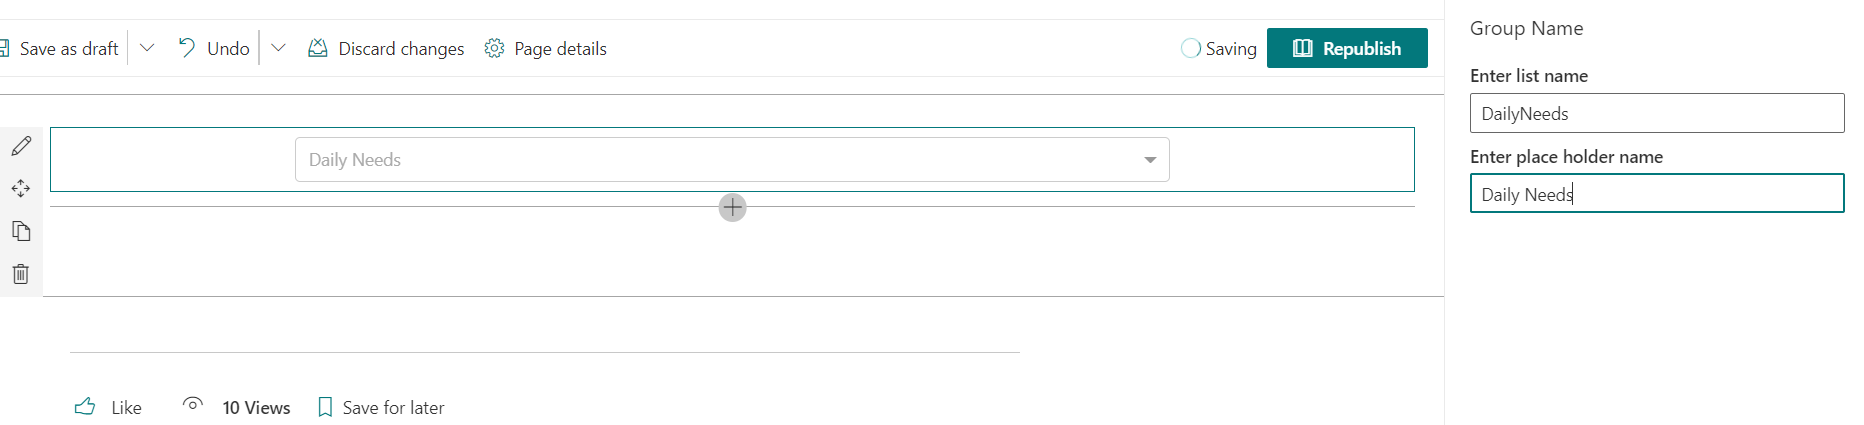 Save as draft Undo Discard changes Page details Saving Republish
Daily Needs
Like 10 Views Save for later
Group Name
Enter list name
DailyNeeds
Enter place holder name
Daily Needs